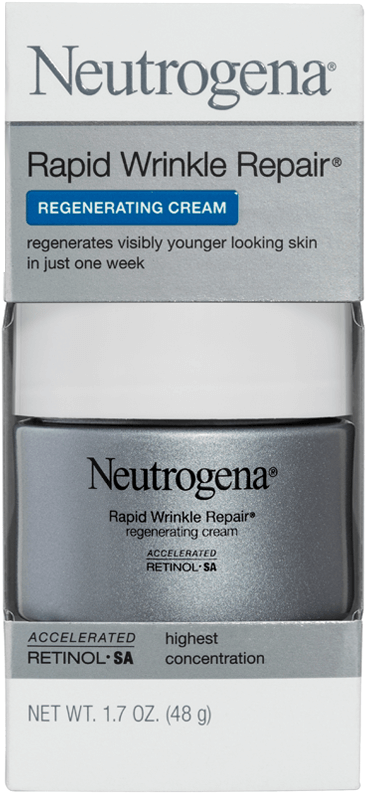 Neutrogena®
Rapid Wrinkle Repair®
REGENERATING CREAM
regenerates visibly younger looking skin
in just one week
Neutrogena®
Rapid Wrinkle Repair®
regenerating cream
ACCELERATED
RETINOL·SA
ACCELERATED highest
RETINOL·SA concentration
NET WT. 1.7 OZ. (48 g)